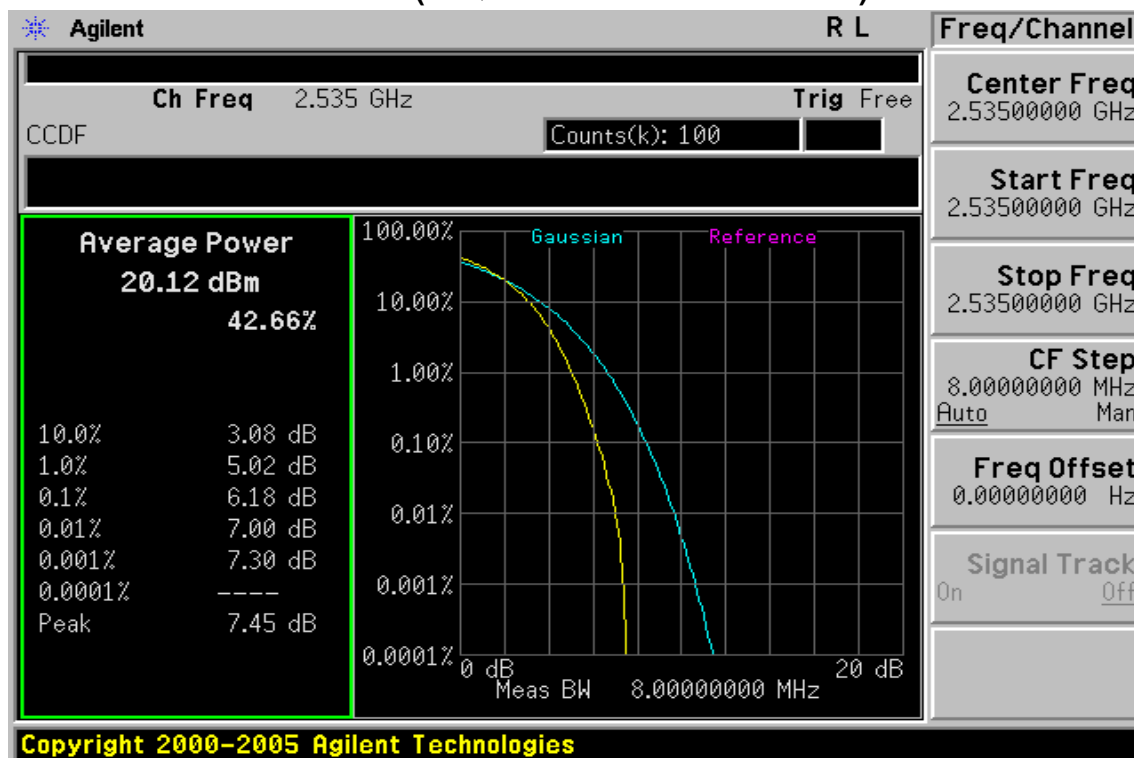 Agilent
R L
Freq/Channel
Ch Freq 2.535 GHz
Trig Free
CCDF
Counts(k): 100
Average Power
20.12 dBm
42.66%
10.0% 3.08 dB
1.0% 5.02 dB
0.1% 6.18 dB
0.01% 7.00 dB
0.001% 7.30 dB
0.0001% ----
Peak 7.45 dB
100.00%
10.00%
1.00%
0.10%
0.01%
0.001%
0.0001%
Gaussian
Reference
0 dB
20 dB
Meas BW 8.00000000 MHz
Center Freq
2.53500000 GHz
Start Freq
2.53500000 GHz
Stop Freq
2.53500000 GHz
CF Step
8.00000000 MHz
Auto Man
Freq Offset
0.00000000 Hz
Signal Track
On Off
Copyright 2000-2005 Agilent Technologies